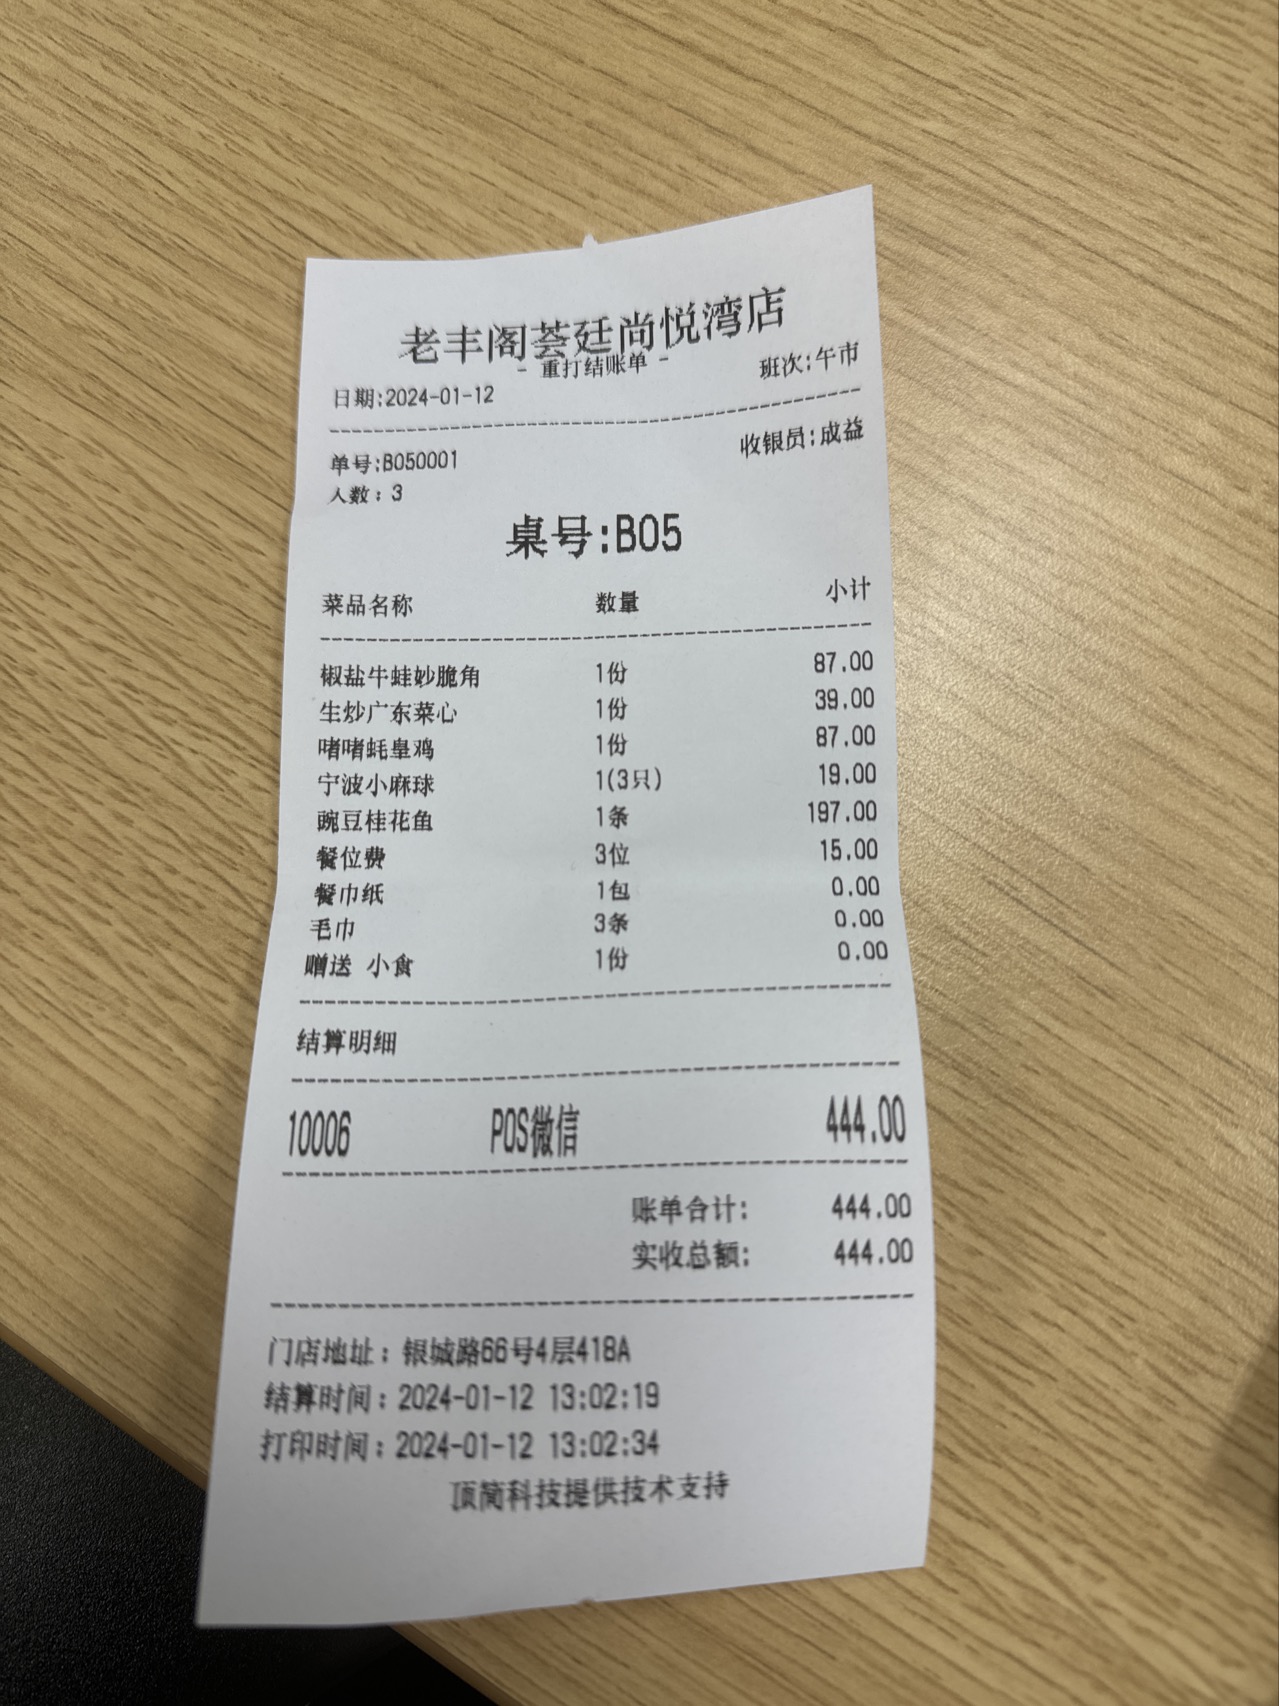 老丰阁荟廷尚悦湾店
- 重打结账单 -
日期:2024-01-12 班次:午市
单号:B050001 收银员:成益
人数：3
桌号:B05
菜品名称 数量 小计
椒盐牛蛙妙脆角 1份 87.00
生炒广东菜心 1份 39.00
啫啫蚝皇鸡 1份 87.00
宁波小麻球 1(3只) 19.00
豌豆桂花鱼 1条 197.00
餐位费 3位 15.00
餐巾纸 1包 0.00
毛巾 3条 0.00
赠送 小食 1份 0.00
结算明细
10006 POS微信 444.00
账单合计: 444.00
实收总额: 444.00
门店地址：银城路66号4层418A
结算时间：2024-01-12 13:02:19
打印时间：2024-01-12 13:02:34
顶简科技提供技术支持